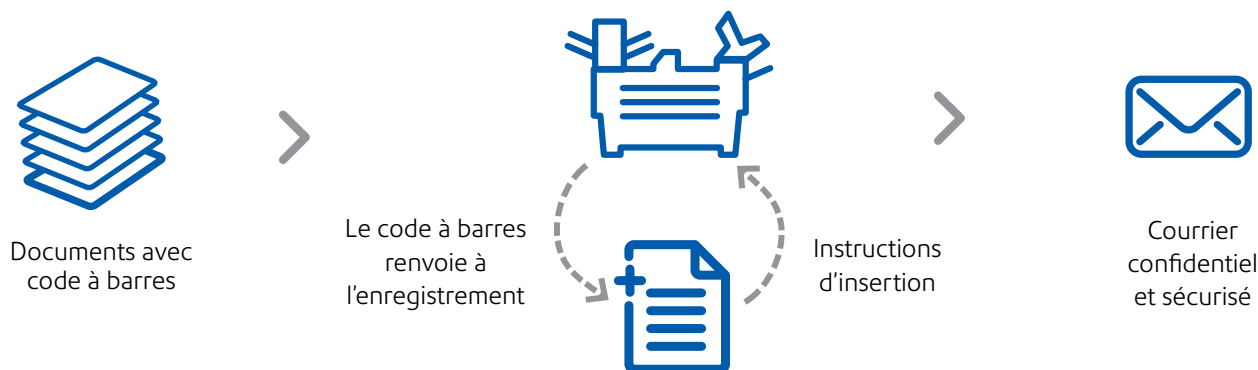 Documents avec
code à barres
Le code à barres
renvoie à
l'enregistrement
Instructions
d'insertion
Courrier
confidentiel
et sécurisé